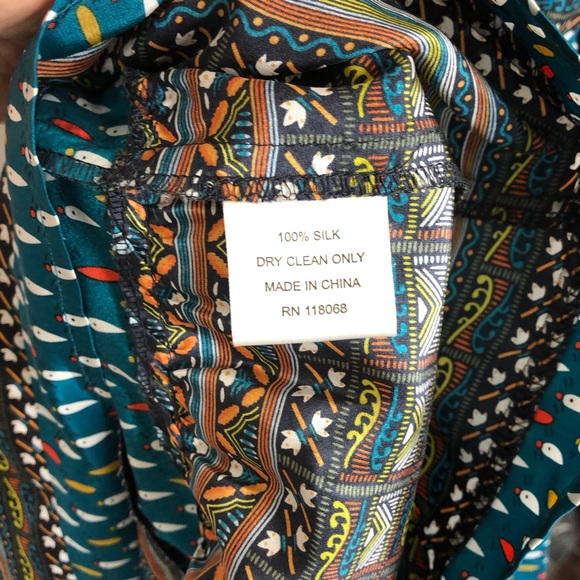 100% SILK
DRY CLEAN ONLY
MADE IN CHINA
RN 118068